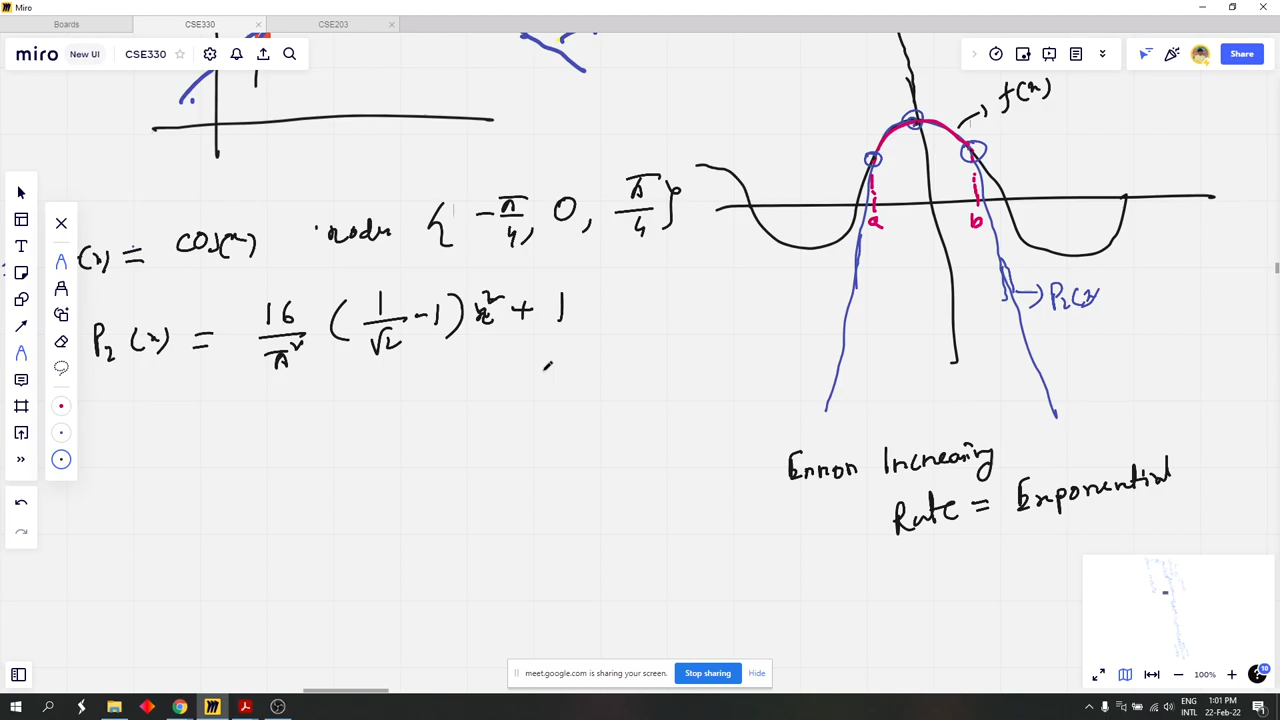 Miro
Boards
CSE330
CSE203
miro
New UI
CSE330
Share
→ f(x)
(x) = cos(x) · nodes { -π/4, 0, π/4 }
a
b
P₂(x) = 16/π² (1/√2 - 1) x² + 1
→ P₂(x)
Error Increasing
Rate = Exponential
meet.google.com is sharing your screen.
Stop sharing
Hide
100%
10
ENG
INTL
1:01 PM
22-Feb-22